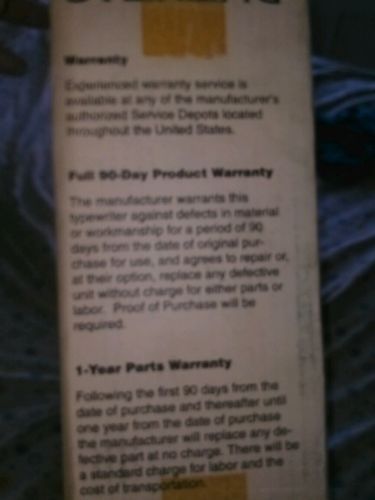 Warranty
Experienced warranty service is
available at any of the manufacturer's
authorized Service Depots located
throughout the United States.
Full 90-Day Product Warranty
The manufacturer warrants this
typewriter against defects in material
or workmanship for a period of 90
days from the date of original pur-
chase for use, and agrees to repair or,
at their option, replace any defective
unit without charge for either parts or
labor. Proof of Purchase will be
required.
1-Year Parts Warranty
Following the first 90 days from the
date of purchase and thereafter until
one year from the date of purchase
the manufacturer will replace any de-
fective part at no charge. There will be
a standard charge for labor and the
cost of transportation.